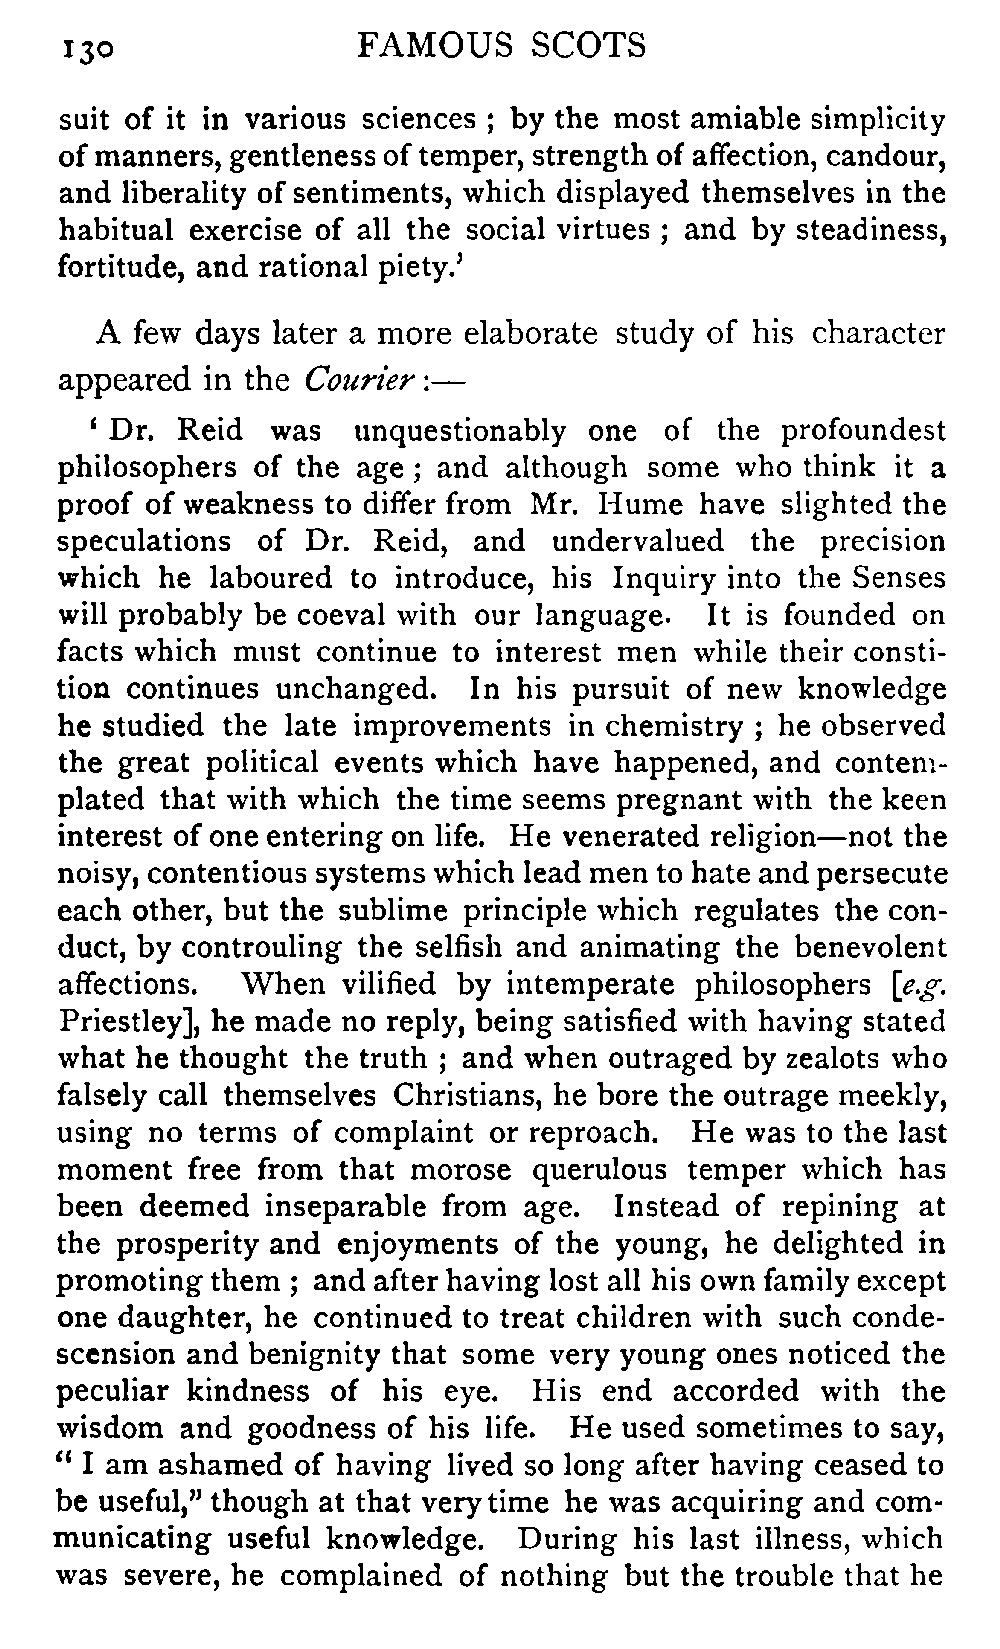 130 FAMOUS SCOTS
suit of it in various sciences ; by the most amiable simplicity
of manners, gentleness of temper, strength of affection, candour,
and liberality of sentiments, which displayed themselves in the
habitual exercise of all the social virtues ; and by steadiness,
fortitude, and rational piety.'
A few days later a more elaborate study of his character
appeared in the Courier :—
‘ Dr. Reid was unquestionably one of the profoundest
philosophers of the age ; and although some who think it a
proof of weakness to differ from Mr. Hume have slighted the
speculations of Dr. Reid, and undervalued the precision
which he laboured to introduce, his Inquiry into the Senses
will probably be coeval with our language. It is founded on
facts which must continue to interest men while their consti-
tion continues unchanged. In his pursuit of new knowledge
he studied the late improvements in chemistry ; he observed
the great political events which have happened, and contem-
plated that with which the time seems pregnant with the keen
interest of one entering on life. He venerated religion—not the
noisy, contentious systems which lead men to hate and persecute
each other, but the sublime principle which regulates the con-
duct, by controuling the selfish and animating the benevolent
affections. When vilified by intemperate philosophers [e.g.
Priestley], he made no reply, being satisfied with having stated
what he thought the truth ; and when outraged by zealots who
falsely call themselves Christians, he bore the outrage meekly,
using no terms of complaint or reproach. He was to the last
moment free from that morose querulous temper which has
been deemed inseparable from age. Instead of repining at
the prosperity and enjoyments of the young, he delighted in
promoting them ; and after having lost all his own family except
one daughter, he continued to treat children with such conde-
scension and benignity that some very young ones noticed the
peculiar kindness of his eye. His end accorded with the
wisdom and goodness of his life. He used sometimes to say,
“ I am ashamed of having lived so long after having ceased to
be useful,” though at that very time he was acquiring and com-
municating useful knowledge. During his last illness, which
was severe, he complained of nothing but the trouble that he